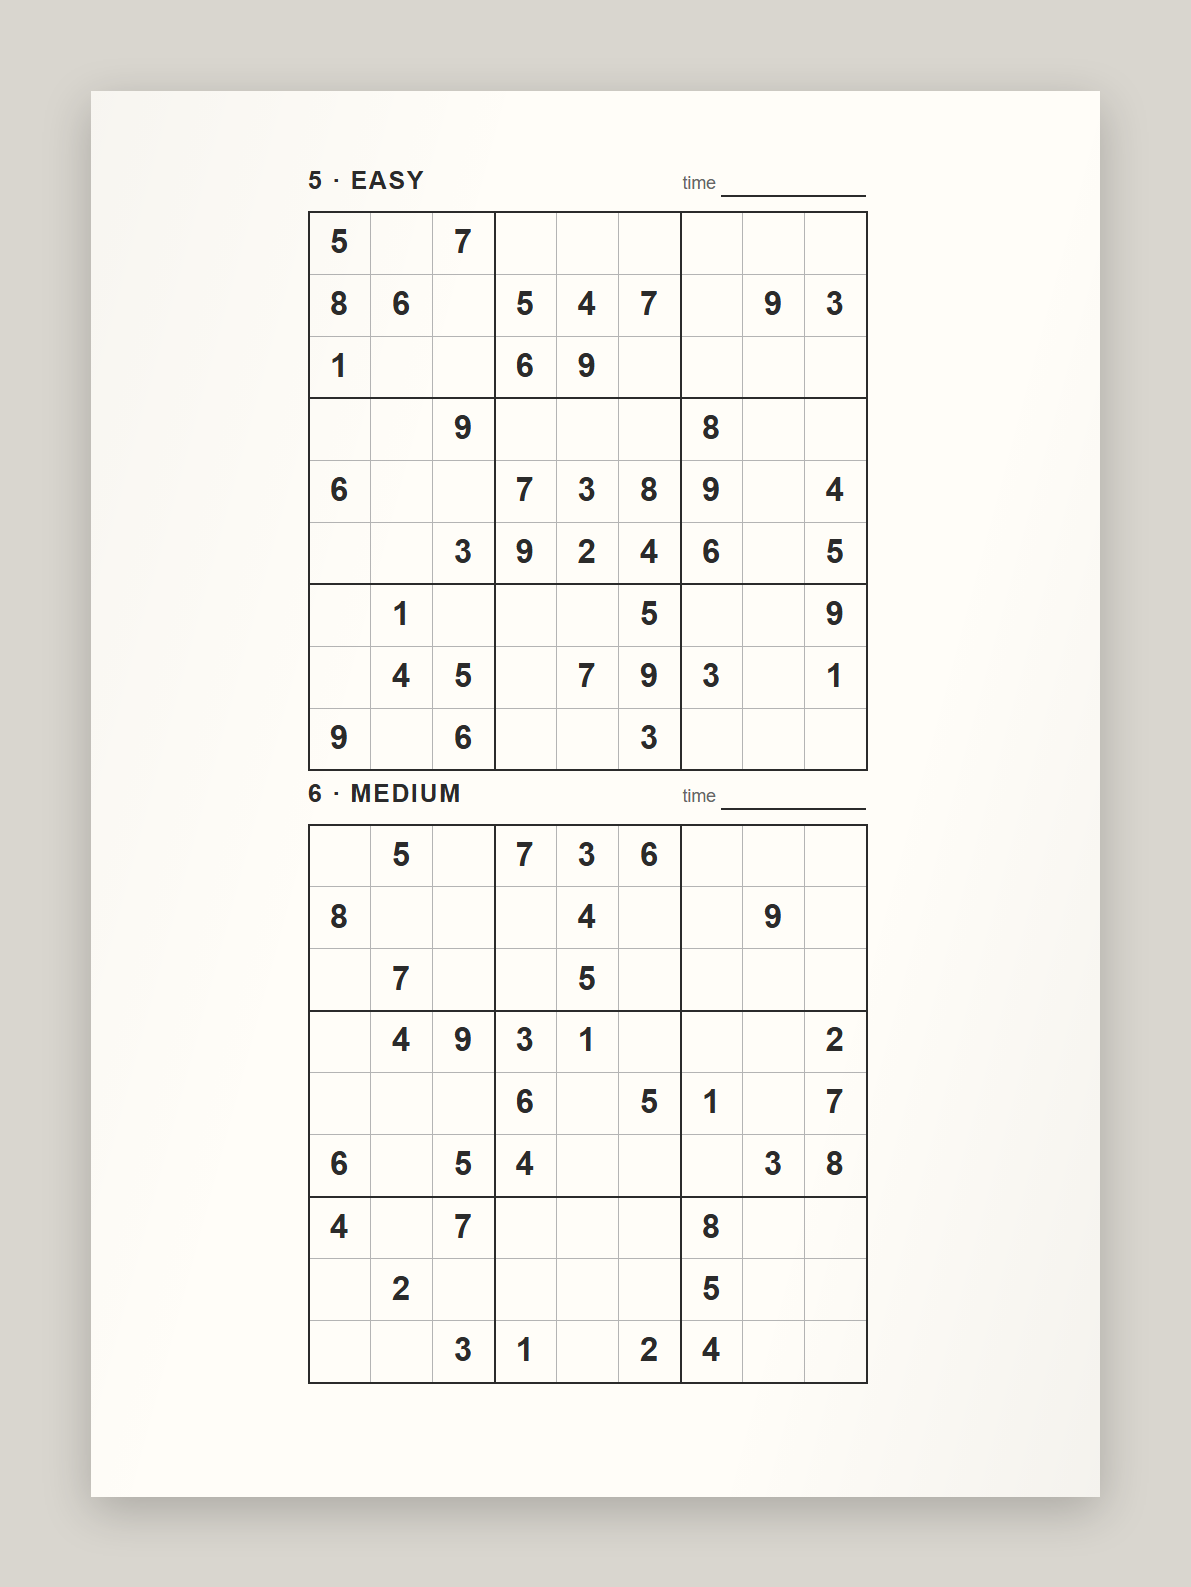 5 · EASY time
5 7
8 6 5 4 7 9 3
1 6 9
9 8
6 7 3 8 9 4
3 9 2 4 6 5
1 5 9
4 5 7 9 3 1
9 6 3
6 · MEDIUM time
5 7 3 6
8 4 9
7 5
4 9 3 1 2
6 5 1 7
6 5 4 3 8
4 7 8
2 5
3 1 2 4